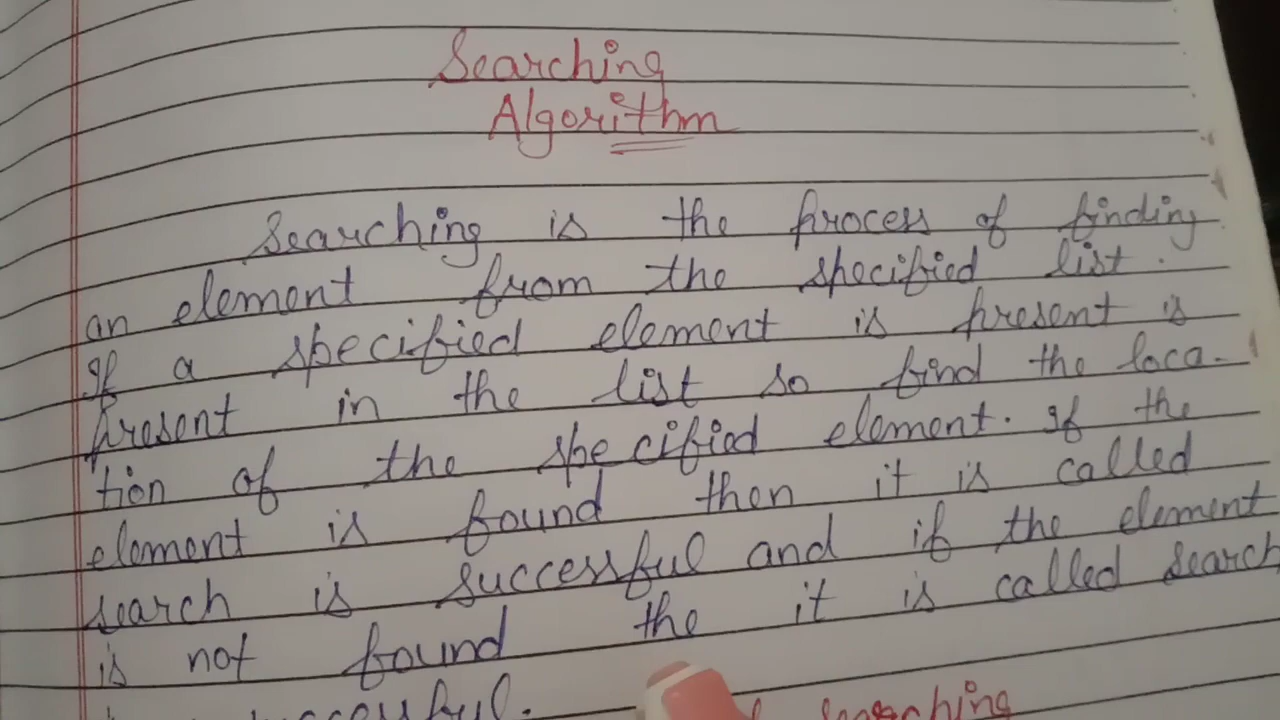 Searching
Algorithm
Searching is the process of finding
an element from the specified list.
If a specified element is present is
present in the list so find the loca-
tion of the specified element. If the
element is found then it is called
search is successful and if the element
is not found the it is called search
searching